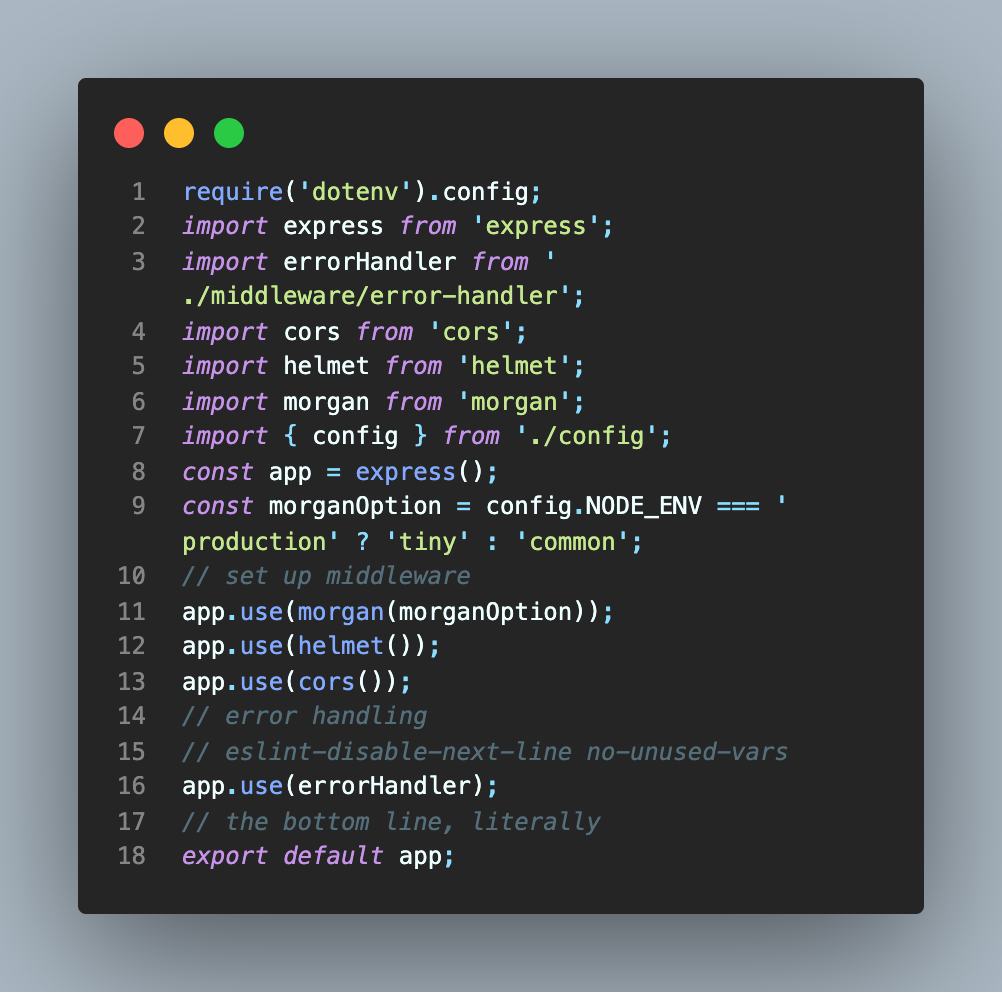 1 require('dotenv').config;
2 import express from 'express';
3 import errorHandler from '
./middleware/error-handler';
4 import cors from 'cors';
5 import helmet from 'helmet';
6 import morgan from 'morgan';
7 import { config } from './config';
8 const app = express();
9 const morganOption = config.NODE_ENV === '
production' ? 'tiny' : 'common';
10 // set up middleware
11 app.use(morgan(morganOption));
12 app.use(helmet());
13 app.use(cors());
14 // error handling
15 // eslint-disable-next-line no-unused-vars
16 app.use(errorHandler);
17 // the bottom line, literally
18 export default app;